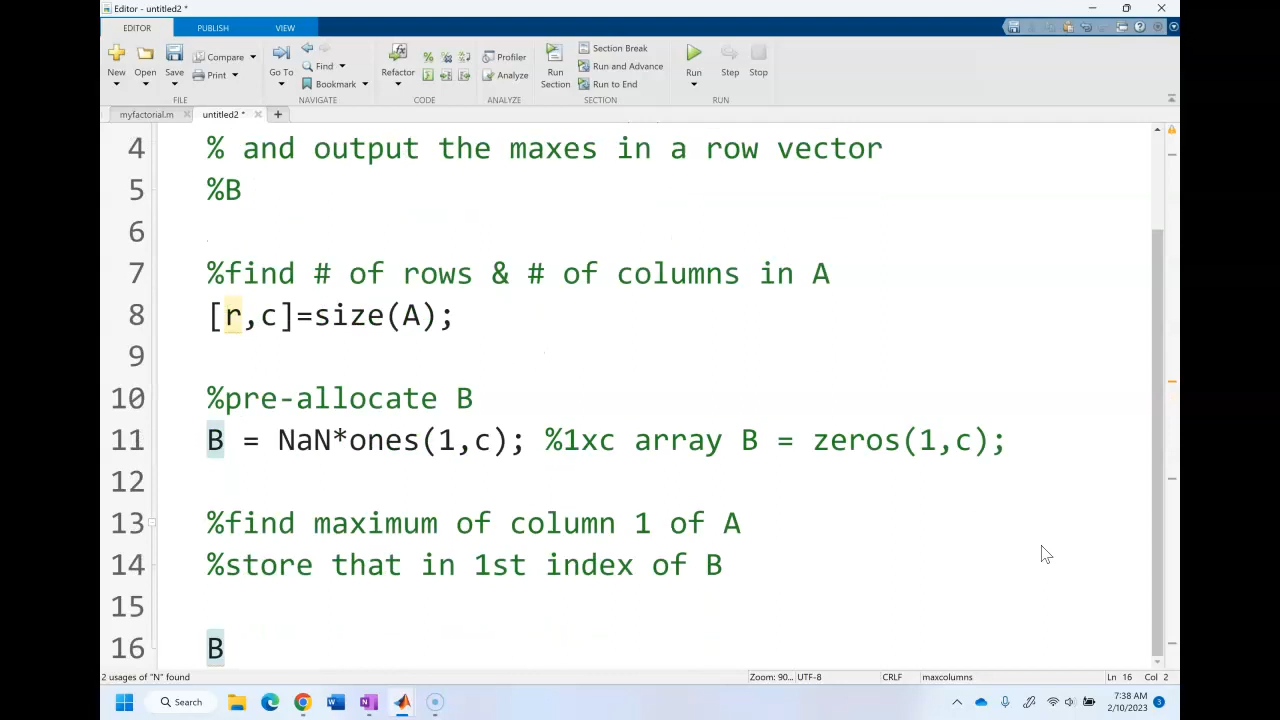 Editor - untitled2 *
EDITOR PUBLISH VIEW
New Open Save Compare Print Go To Find Bookmark Refactor Profiler Analyze Run Section Section Break Run and Advance Run to End Run Step Stop
FILE NAVIGATE CODE ANALYZE SECTION RUN
myfactorial.m untitled2 * +
4 % and output the maxes in a row vector
5 %B
6
7 %find # of rows & # of columns in A
8 [r,c]=size(A);
9
10 %pre-allocate B
11 B = NaN*ones(1,c); %1xc array B = zeros(1,c);
12
13 %find maximum of column 1 of A
14 %store that in 1st index of B
15
16 B
2 usages of "N" found Zoom: 90... UTF-8 CRLF maxcolumns Ln 16 Col 2
Search 7:38 AM
2/10/2023 3